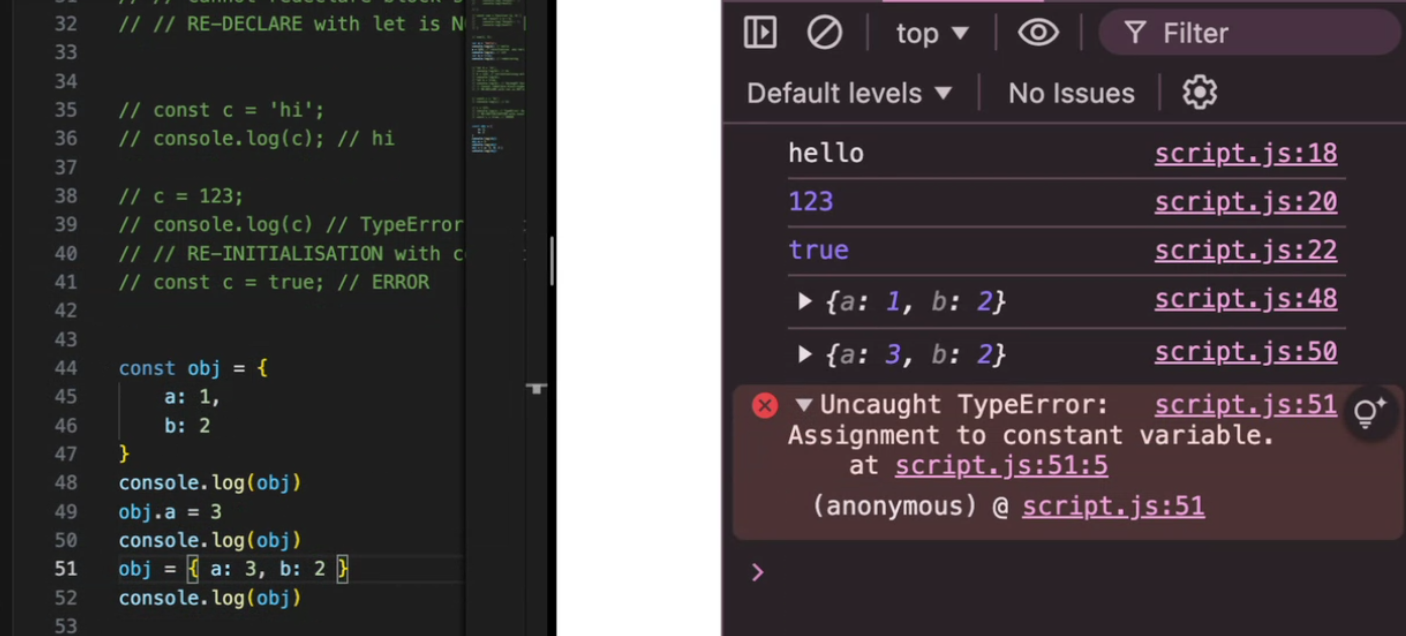 32 // // RE-DECLARE with let is
33
34
35 // const c = 'hi';
36 // console.log(c); // hi
37
38 // c = 123;
39 // console.log(c) // TypeError
40 // // RE-INITIALISATION with
41 // const c = true; // ERROR
42
43
44 const obj = {
45 a: 1,
46 b: 2
47 }
48 console.log(obj)
49 obj.a = 3
50 console.log(obj)
51 obj = { a: 3, b: 2 }
52 console.log(obj)
53
top
Filter
Default levels
No Issues
hello script.js:18
123 script.js:20
true script.js:22
{a: 1, b: 2} script.js:48
{a: 3, b: 2} script.js:50
Uncaught TypeError: script.js:51
Assignment to constant variable.
at script.js:51:5
(anonymous) @ script.js:51